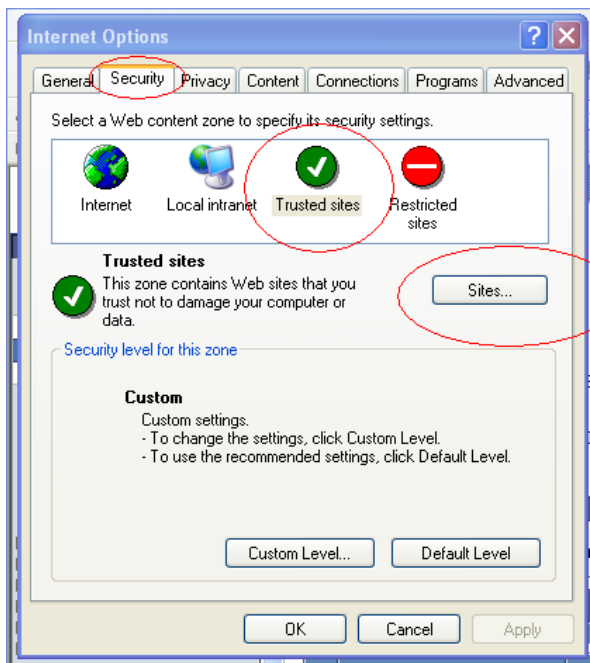 Internet Options
General Security Privacy Content Connections Programs Advanced
Select a Web content zone to specify its security settings.
Internet Local intranet Trusted sites Restricted sites
Trusted sites
This zone contains Web sites that you
trust not to damage your computer or
data.
Sites...
Security level for this zone
Custom
Custom settings.
- To change the settings, click Custom Level.
- To use the recommended settings, click Default Level.
Custom Level... Default Level
OK Cancel Apply